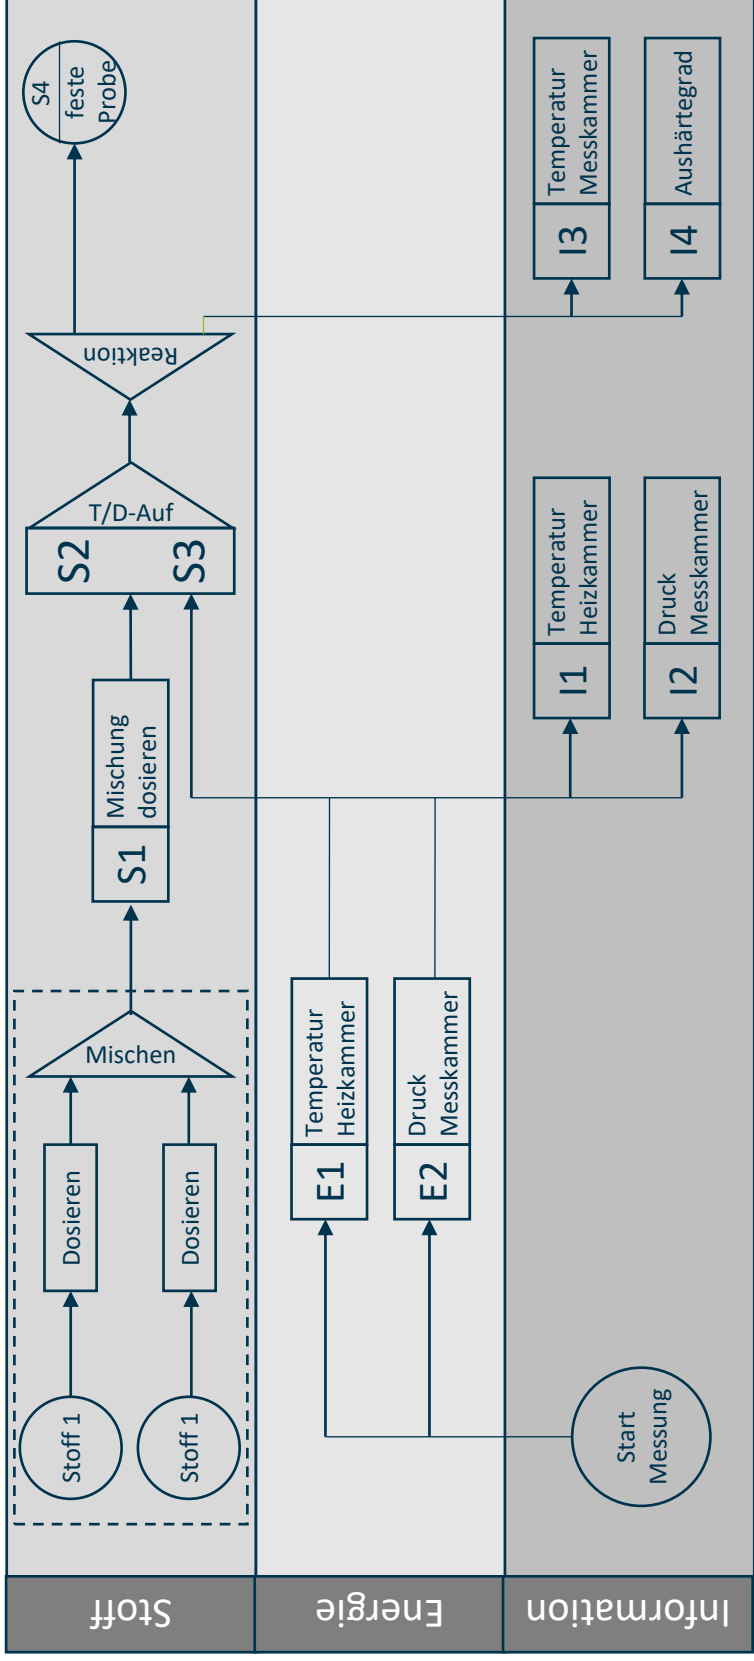 Stoff
Stoff 1
Dosieren
Stoff 1
Dosieren
Mischen
S1
Mischung
dosieren
S2
S3
T/D-Auf
Reaktion
S4
feste
Probe
Energie
E1
Temperatur
Heizkammer
E2
Druck
Messkammer
Information
Start
Messung
I1
Temperatur
Heizkammer
I2
Druck
Messkammer
I3
Temperatur
Messkammer
I4
Aushärtegrad